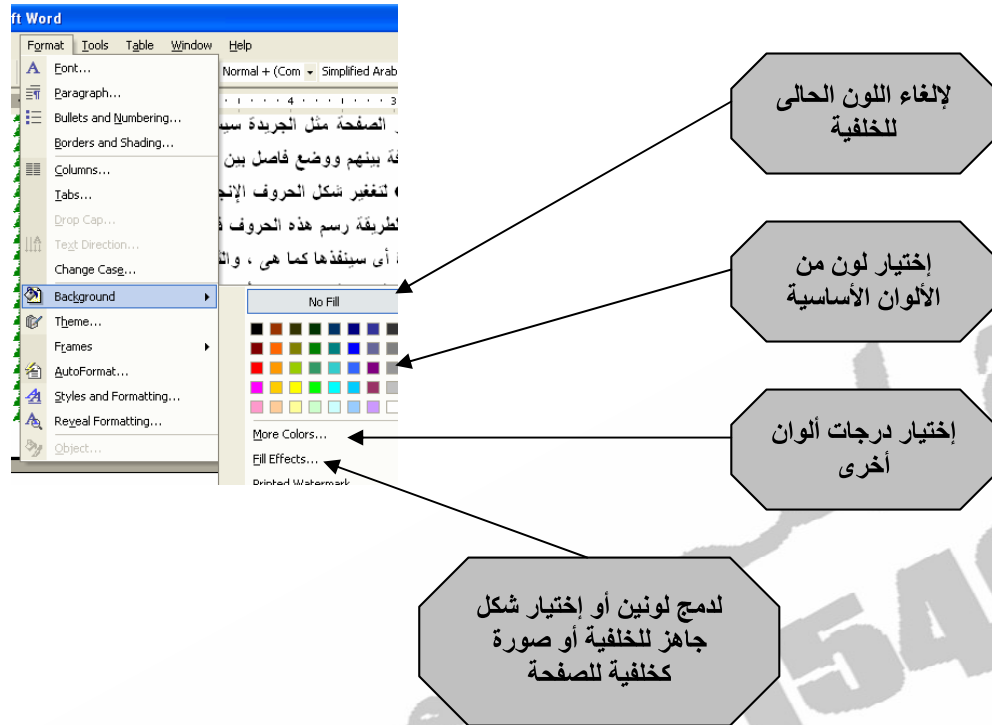 ft Word
Format Tools Table Window Help
Normal + (Com Simplified Arab
Font...
Paragraph...
Bullets and Numbering...
Borders and Shading...
Columns...
Tabs...
Drop Cap...
Text Direction...
Change Case...
Background
Theme...
Frames
AutoFormat...
Styles and Formatting...
Reveal Formatting...
Object...
4 3
الصفحة مثل الجريدة
بينهم ووضع فاصل بين
لتغغير شكل الحروف
رسم هذه الحروف
أى سينفذها كما هى ،
No Fill
More Colors...
Fill Effects...
Printed Watermark
لإلغاء اللون الحالى
للخلفية
إختيار لون من
الألوان الأساسية
إختيار درجات ألوان
أخرى
لدمج لونين أو إختيار شكل
جاهز للخلفية أو صورة
كخلفية للصفحة